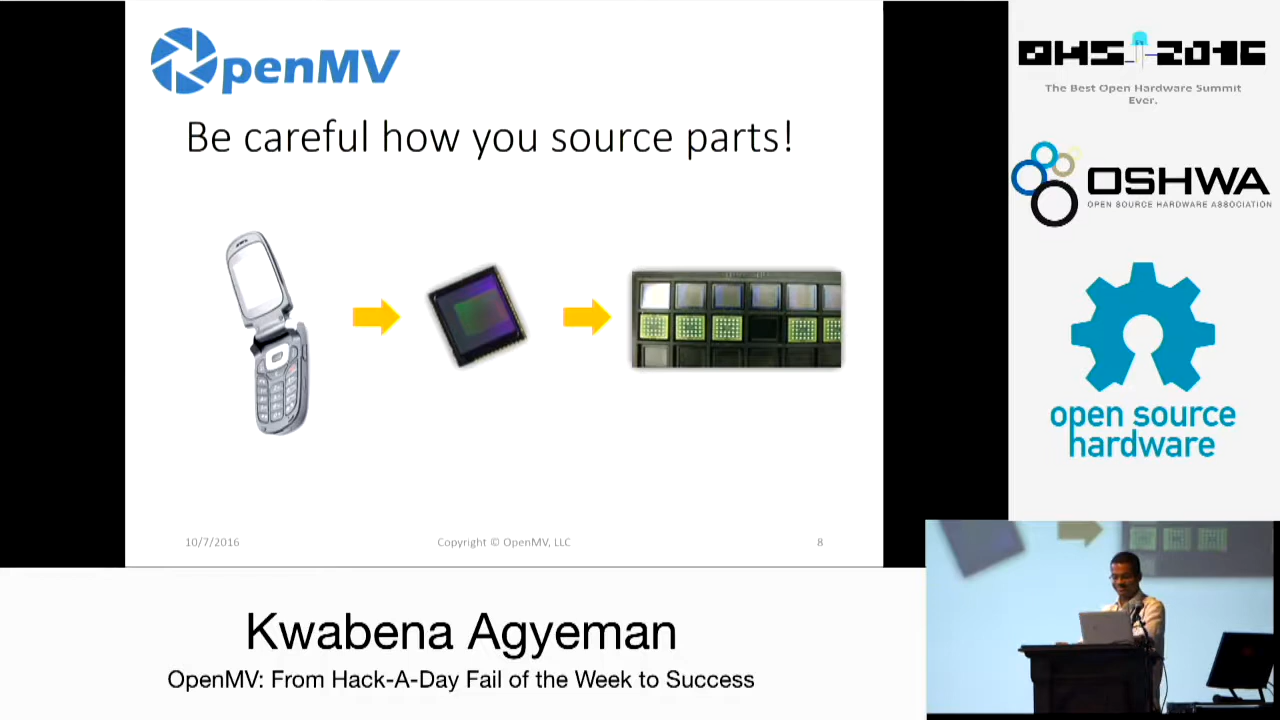 OpenMV
Be careful how you source parts!
10/7/2016
Copyright © OpenMV, LLC
8
OHS 2016
The Best Open Hardware Summit
Ever.
OSHWA
OPEN SOURCE HARDWARE ASSOCIATION
open source
hardware
Kwabena Agyeman
OpenMV: From Hack-A-Day Fail of the Week to Success